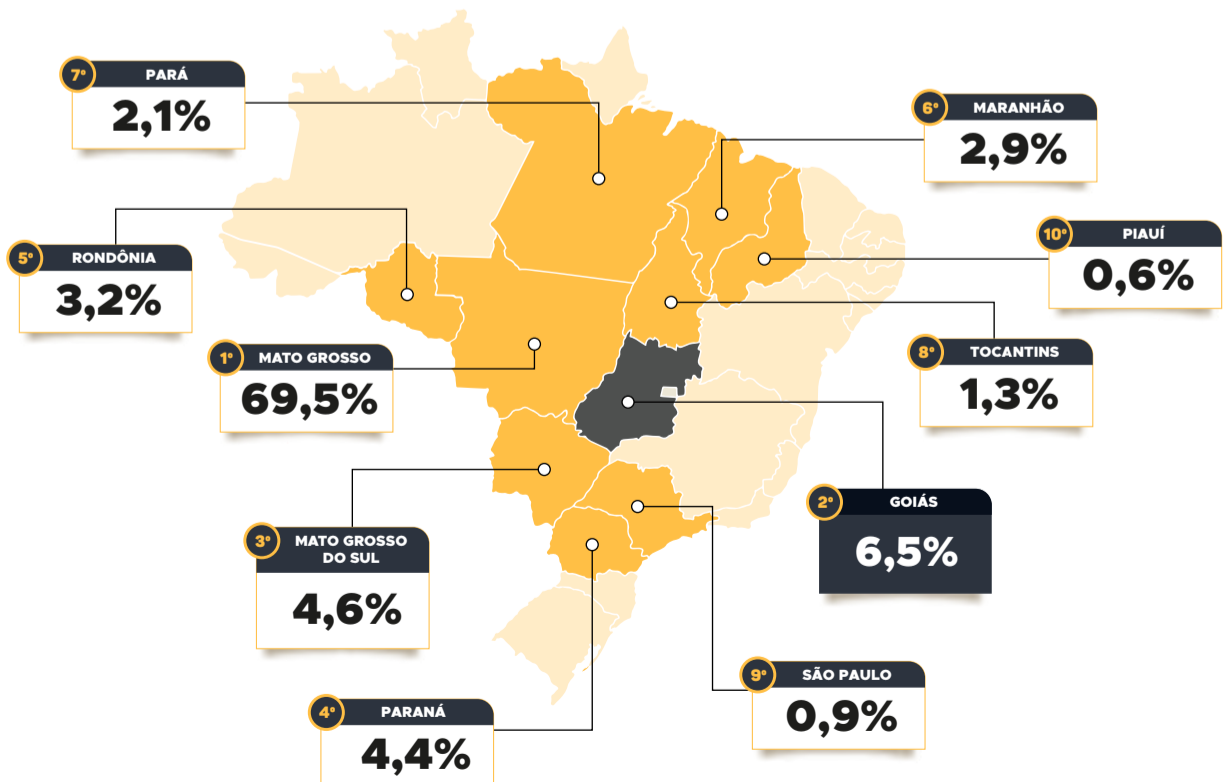 7º
PARÁ
2,1%
6º
MARANHÃO
2,9%
5º
RONDÔNIA
3,2%
10º
PIAUÍ
0,6%
1º
MATO GROSSO
69,5%
8º
TOCANTINS
1,3%
2º
GOIÁS
6,5%
3º
MATO GROSSO
DO SUL
4,6%
9º
SÃO PAULO
0,9%
4º
PARANÁ
4,4%